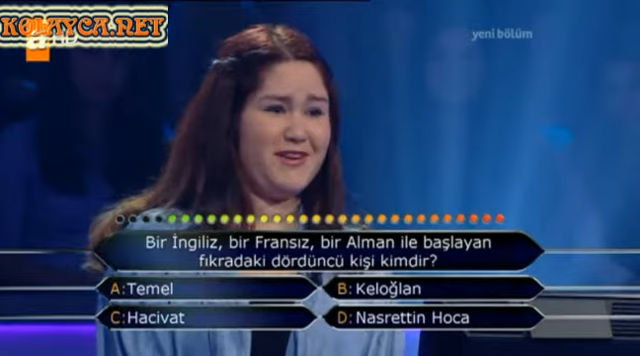 KOLAYCA.NET
a
yeni bölüm
Bir İngiliz, bir Fransız, bir Alman ile başlayan
fıkradaki dördüncü kişi kimdir?
A: Temel
B: Keloğlan
C: Hacivat
D: Nasrettin Hoca